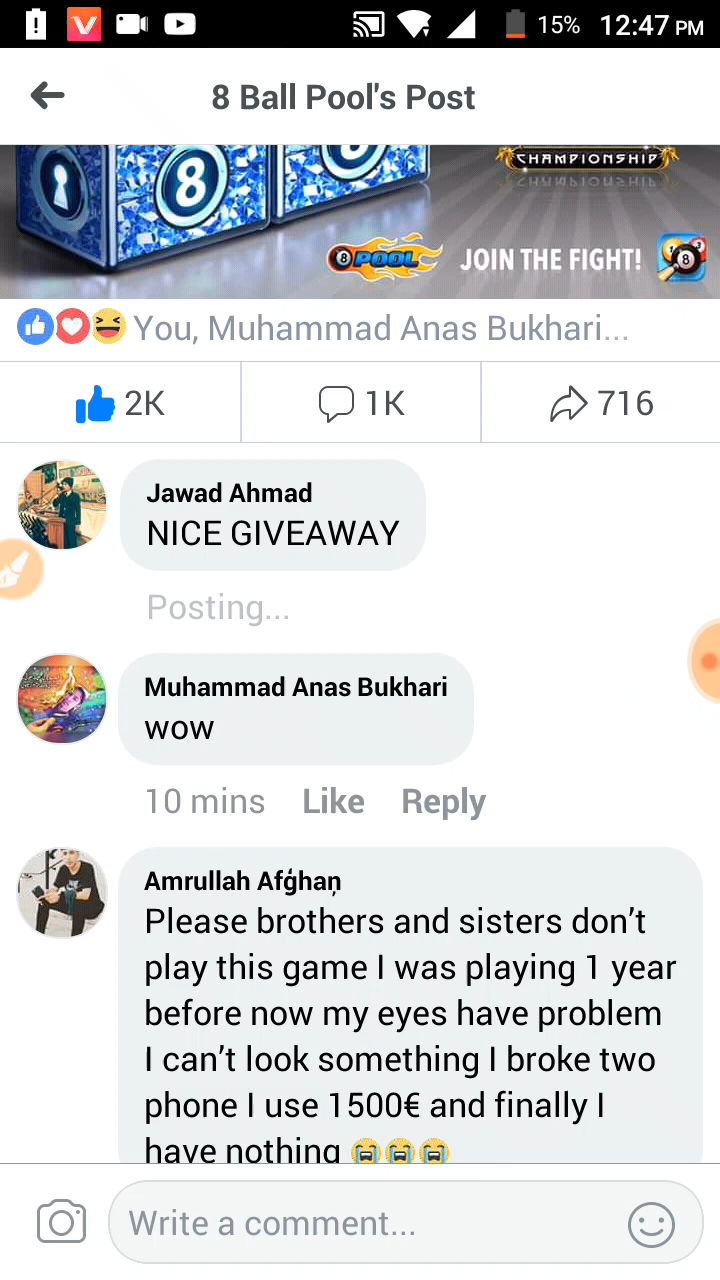 15% 12:47 PM
8 Ball Pool's Post
8
CHAMPIONSHIP
8 POOL JOIN THE FIGHT! 8
You, Muhammad Anas Bukhari...
2K 1K 716
Jawad Ahmad
NICE GIVEAWAY
Posting...
Muhammad Anas Bukhari
wow
10 mins Like Reply
Amrullah Afģhaņ
Please brothers and sisters don't
play this game I was playing 1 year
before now my eyes have problem
I can't look something I broke two
phone I use 1500€ and finally I
have nothing 😭😭😭
Write a comment...